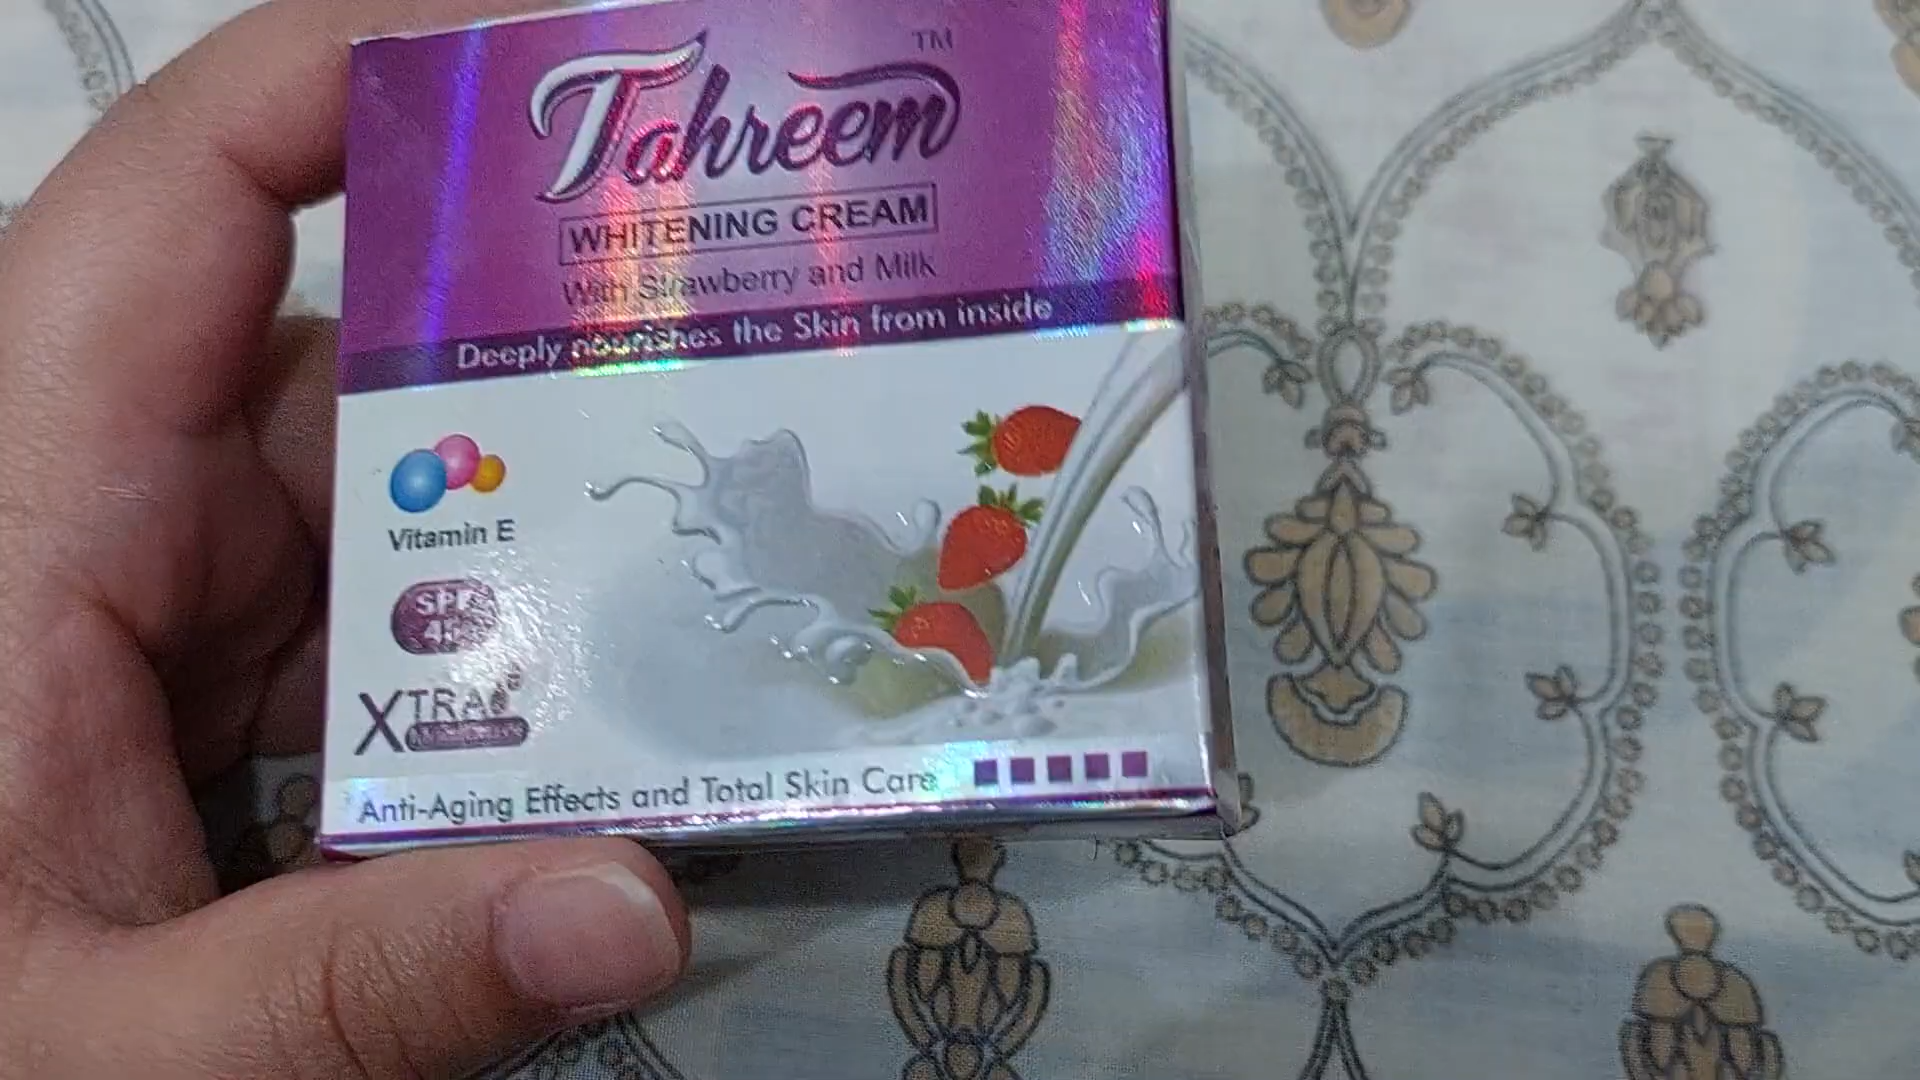 Tahreem TM
WHITENING CREAM
With Strawberry and Milk
Deeply nourishes the Skin from inside
Vitamin E
SPF
XTRA
Anti-Aging Effects and Total Skin Care